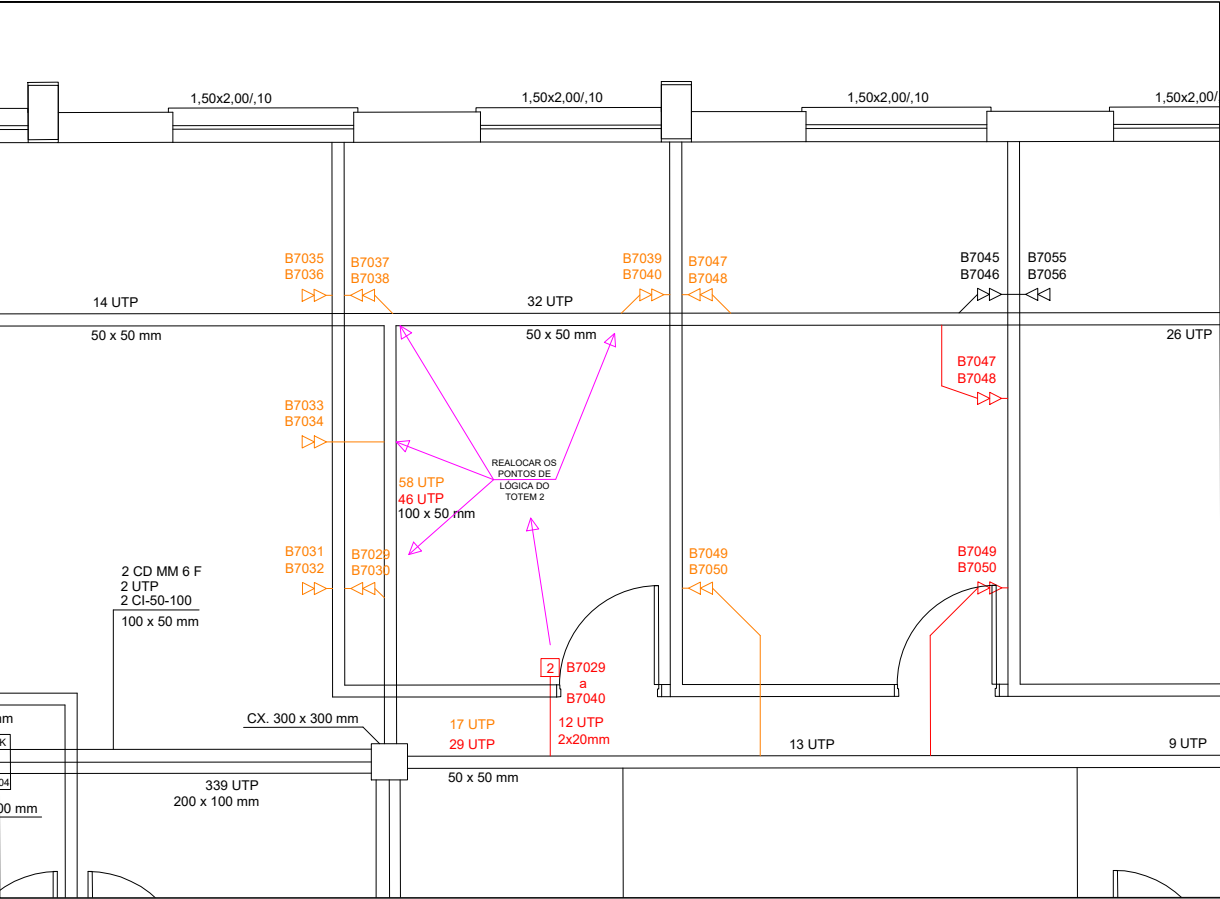 1,50x2,00/,10
1,50x2,00/,10
1,50x2,00/,10
1,50x2,00/
B7035
B7036
B7037
B7038
B7039
B7040
B7047
B7048
B7045
B7046
B7055
B7056
14 UTP
50 x 50 mm
32 UTP
50 x 50 mm
26 UTP
B7047
B7048
B7033
B7034
REALOCAR OS
PONTOS DE
LÓGICA DO
TOTEM 2
58 UTP
46 UTP
100 x 50 mm
B7031
B7032
B7029
B7030
B7049
B7050
B7049
B7050
2 CD MM 6 F
2 UTP
2 CI-50-100
100 x 50 mm
2
B7029
a
B7040
12 UTP
2x20mm
CX. 300 x 300 mm
17 UTP
29 UTP
50 x 50 mm
13 UTP
9 UTP
mm
K
04
00 mm
339 UTP
200 x 100 mm